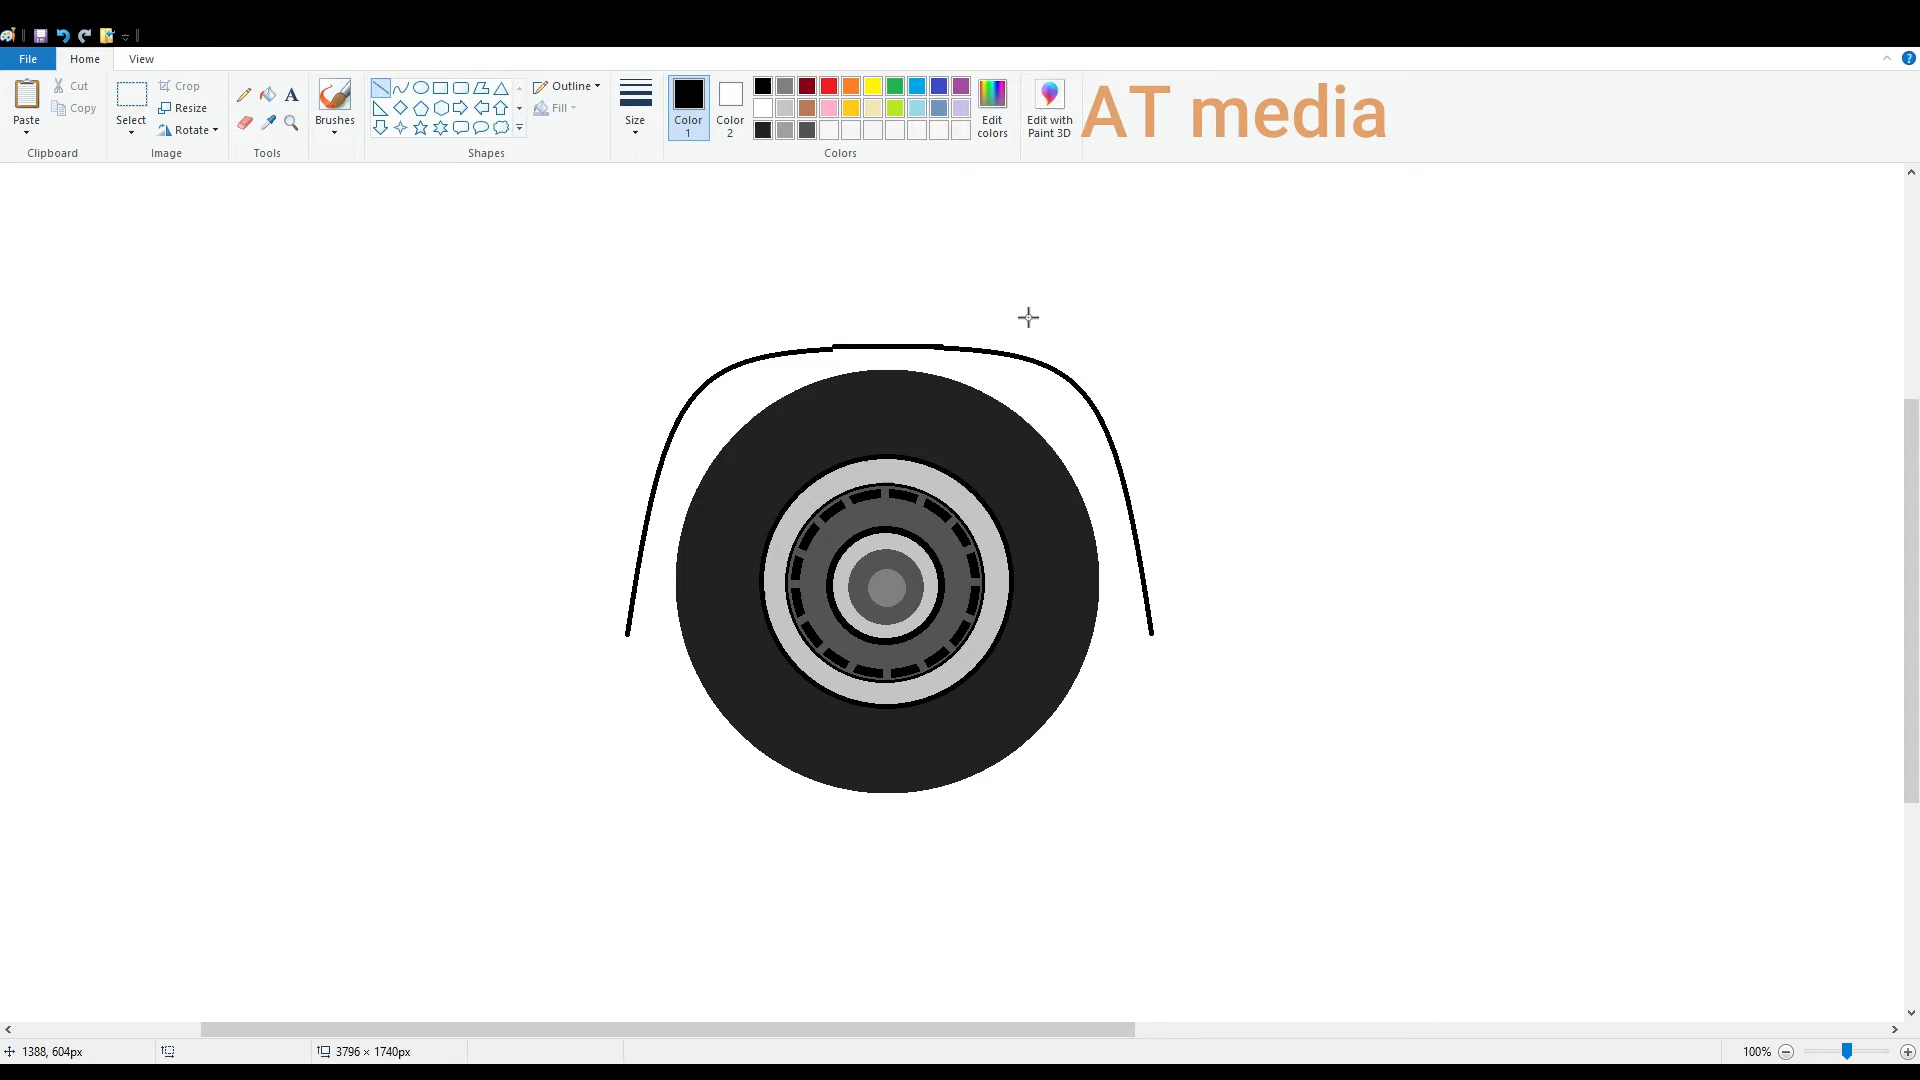 File Home View
Paste
Cut
Copy
Clipboard
Select
Crop
Resize
Rotate
Image
Tools
Brushes
Shapes
Outline
Fill
Size
Color
1
Color
2
Edit
colors
Colors
Edit with
Paint 3D
AT media
1388, 604px
3796 × 1740px
100%